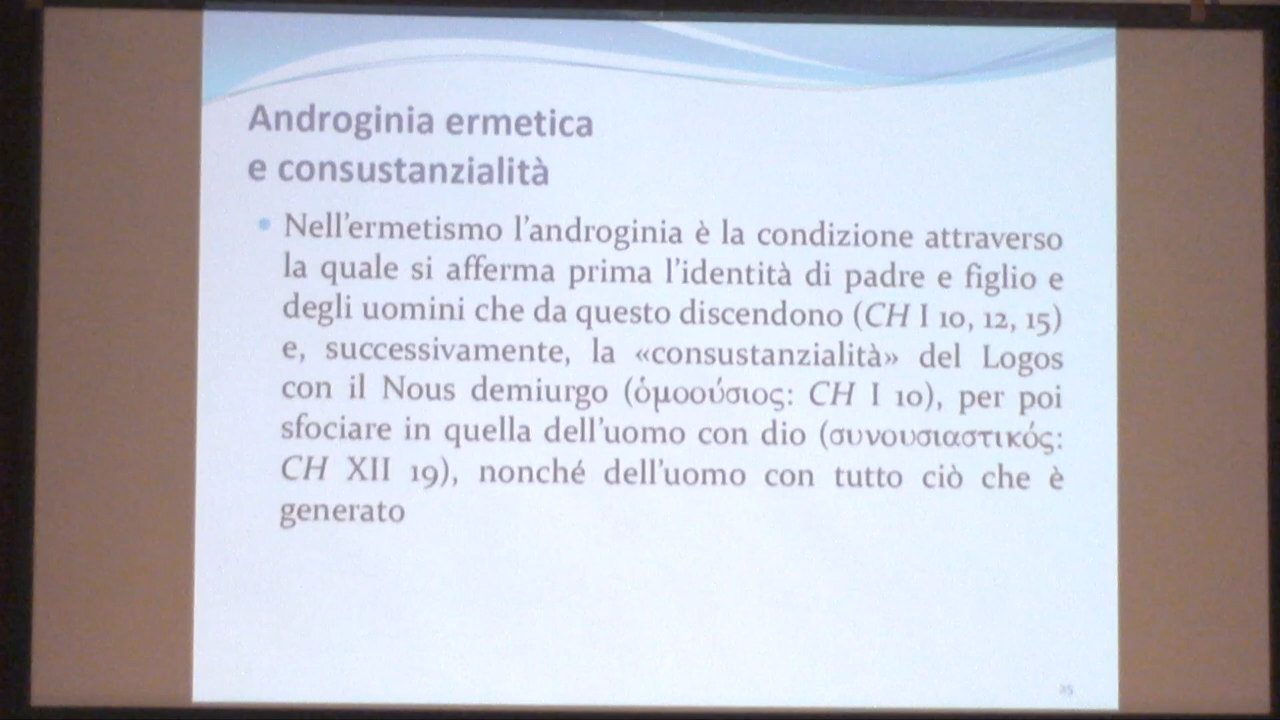 Androginia ermetica
e consustanzialità
Nell'ermetismo l'androginia è la condizione attraverso
la quale si afferma prima l'identità di padre e figlio e
degli uomini che da questo discendono (CH I 10, 12, 15)
e, successivamente, la «consustanzialità» del Logos
con il Nous demiurgo (ὁμοούσιος: CH I 10), per poi
sfociare in quella dell'uomo con dio (συνουσιαστικός:
CH XII 19), nonché dell'uomo con tutto ciò che è
generato